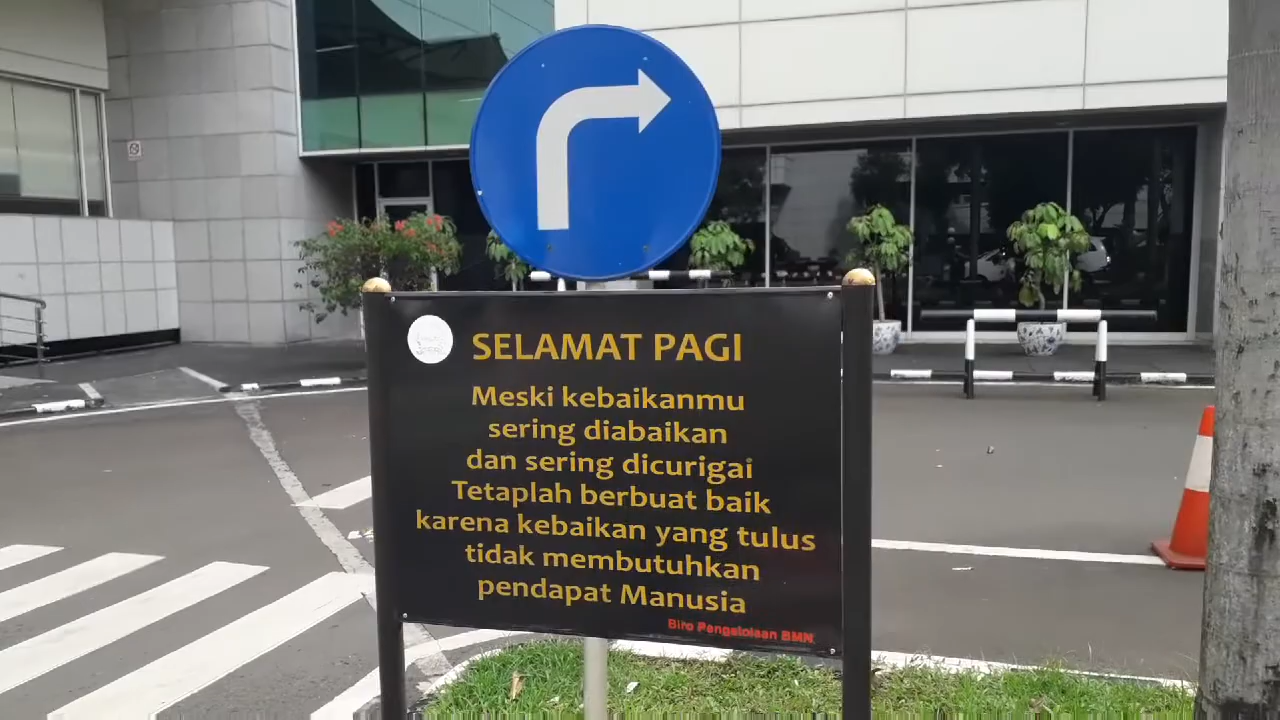 SELAMAT PAGI
Meski kebaikanmu
sering diabaikan
dan sering dicurigai
Tetaplah berbuat baik
karena kebaikan yang tulus
tidak membutuhkan
pendapat Manusia
Biro Pengelolaan BMN